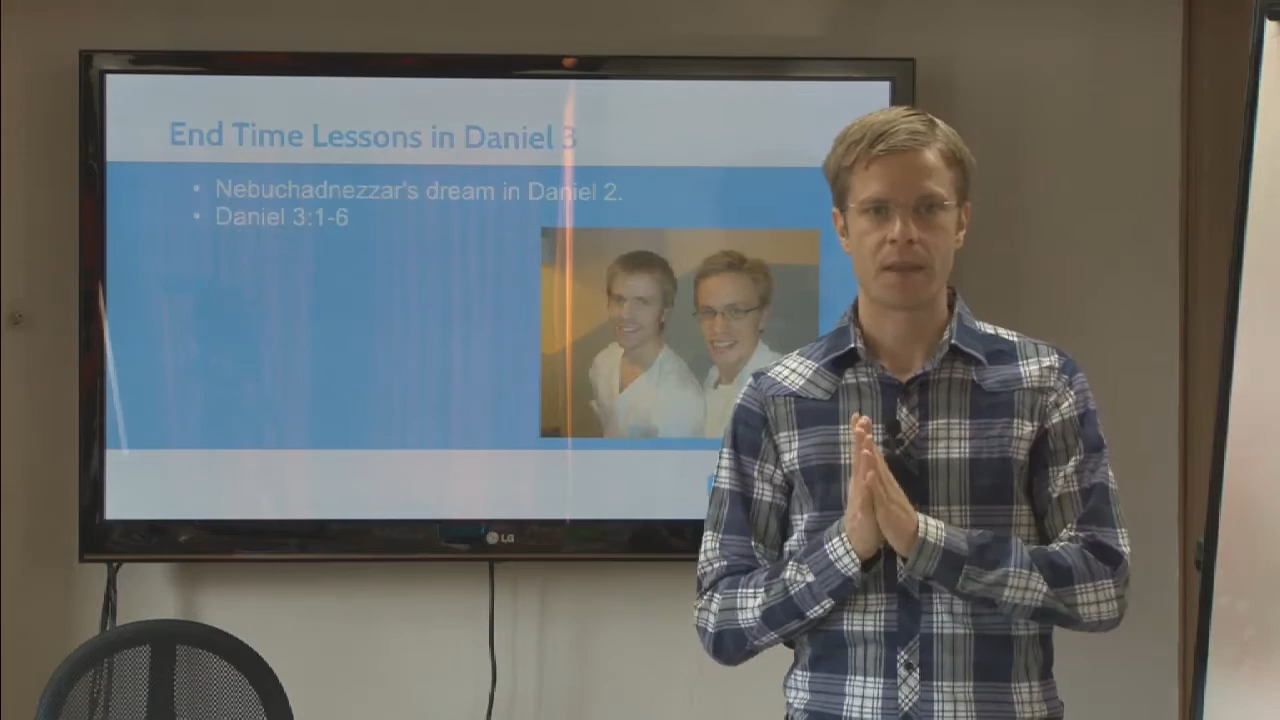 End Time Lessons in Daniel 3
• Nebuchadnezzar's dream in Daniel 2.
• Daniel 3:1-6
LG